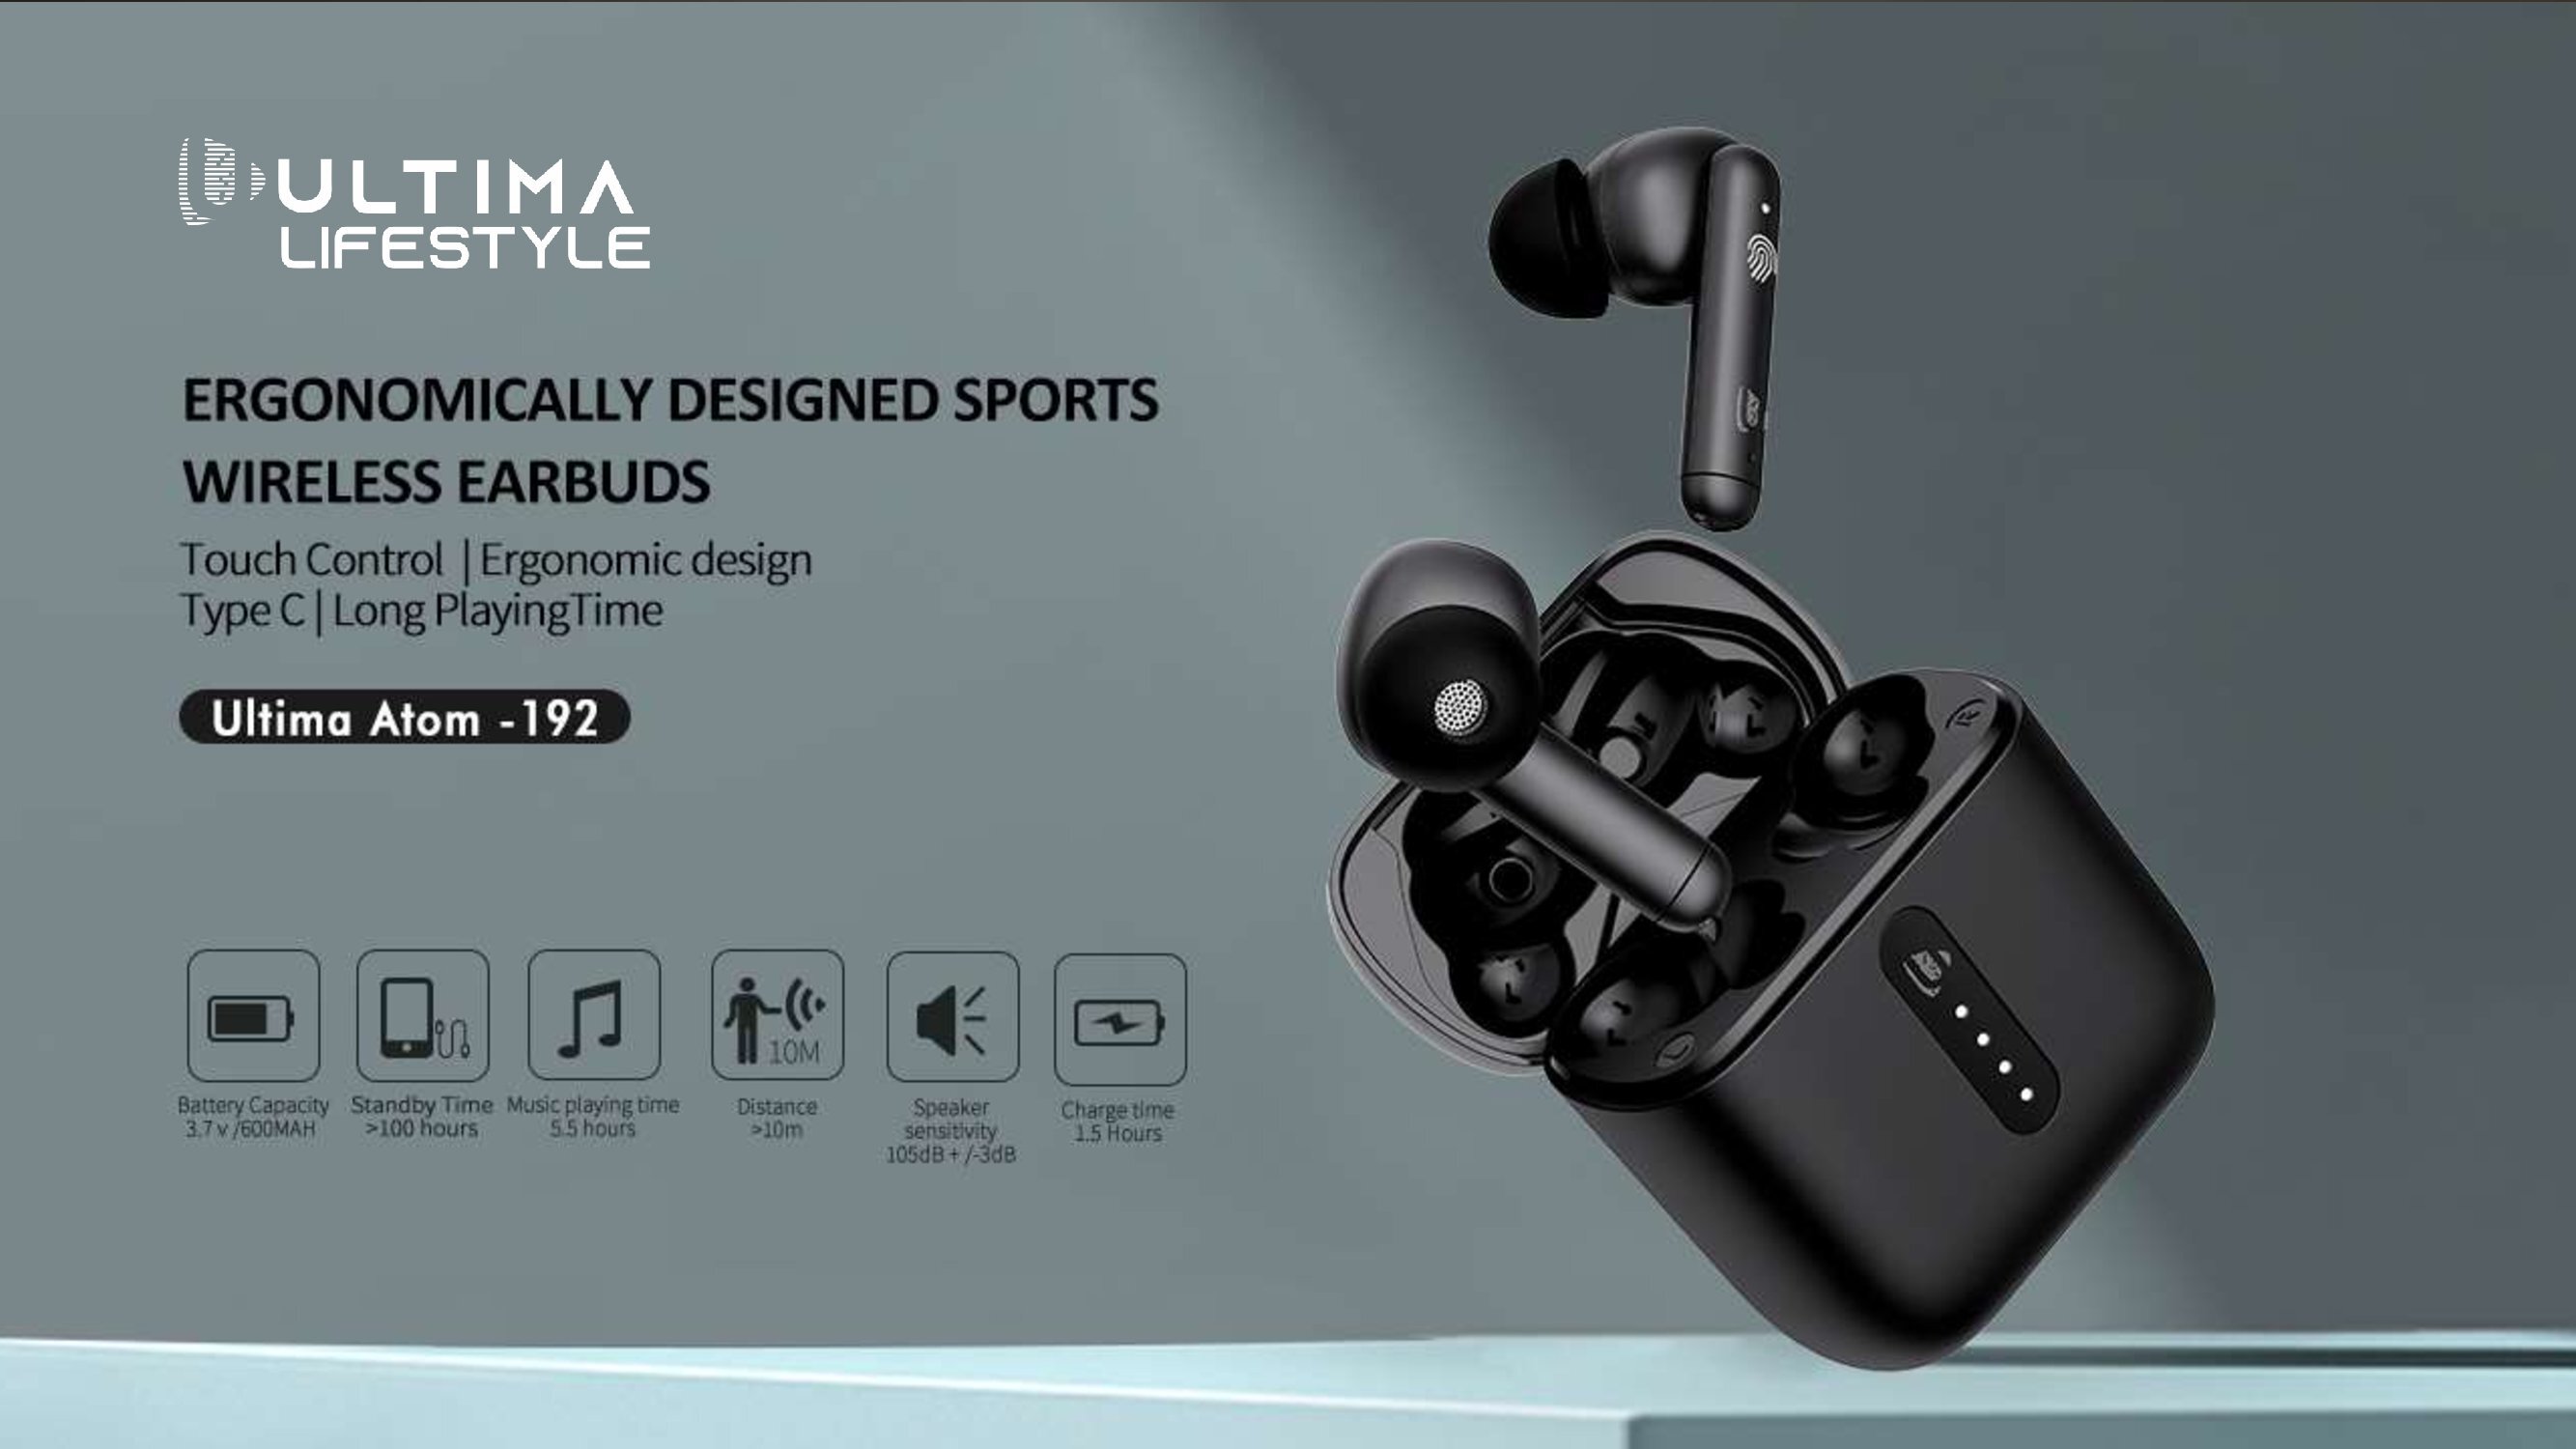 ULTIMA
LIFESTYLE
ERGONOMICALLY DESIGNED SPORTS
WIRELESS EARBUDS
Touch Control | Ergonomic design
Type C | Long PlayingTime
Ultima Atom -192
10M
Battery Capacity
3.7 v /600MAH
Standby Time
>100 hours
Music playing time
5.5 hours
Distance
>10m
Speaker
sensitivity
105dB + /-3dB
Charge time
1.5 Hours